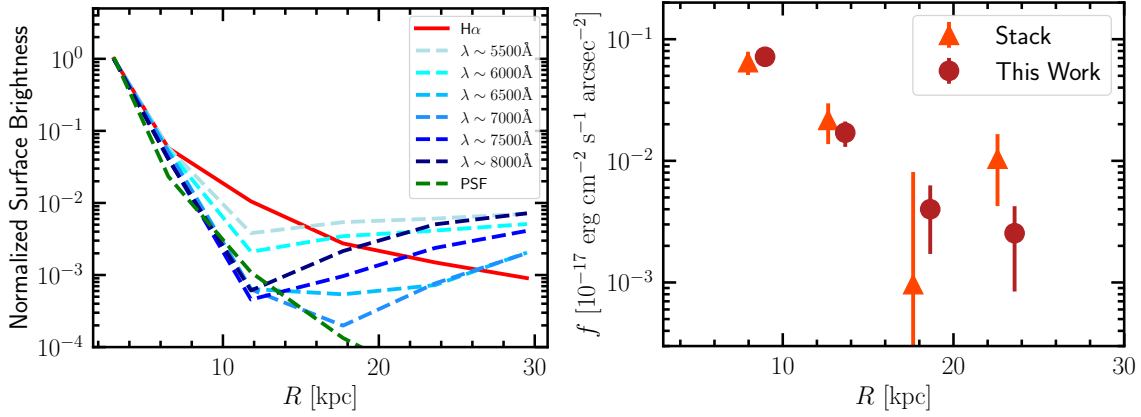 Normalized Surface Brightness
10⁰
10⁻¹
10⁻²
10⁻³
10⁻⁴
10
20
30
R [kpc]
Hα
λ ∼ 5500Å
λ ∼ 6000Å
λ ∼ 6500Å
λ ∼ 7000Å
λ ∼ 7500Å
λ ∼ 8000Å
PSF
f [10⁻¹⁷ erg cm⁻² s⁻¹ arcsec⁻²]
10⁻¹
10⁻²
10⁻³
10
20
30
R [kpc]
Stack
This Work